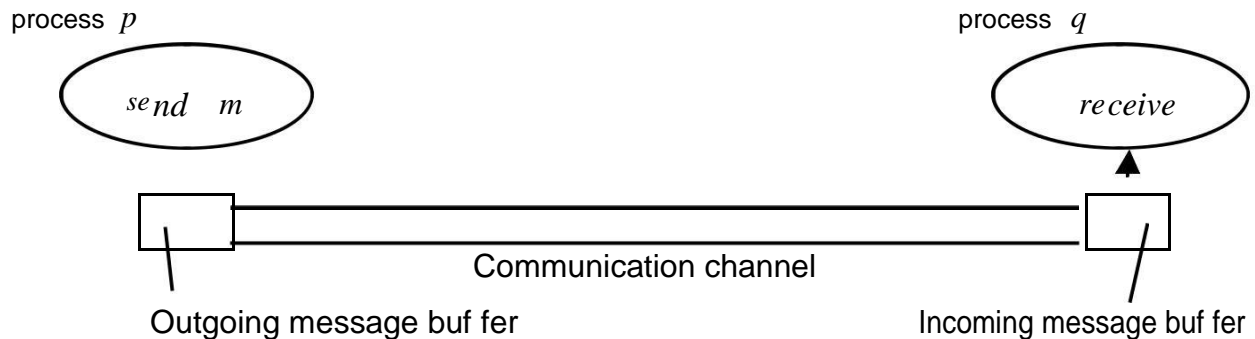 process p process q
send m receive
Communication channel
Outgoing message buf fer Incoming message buf fer